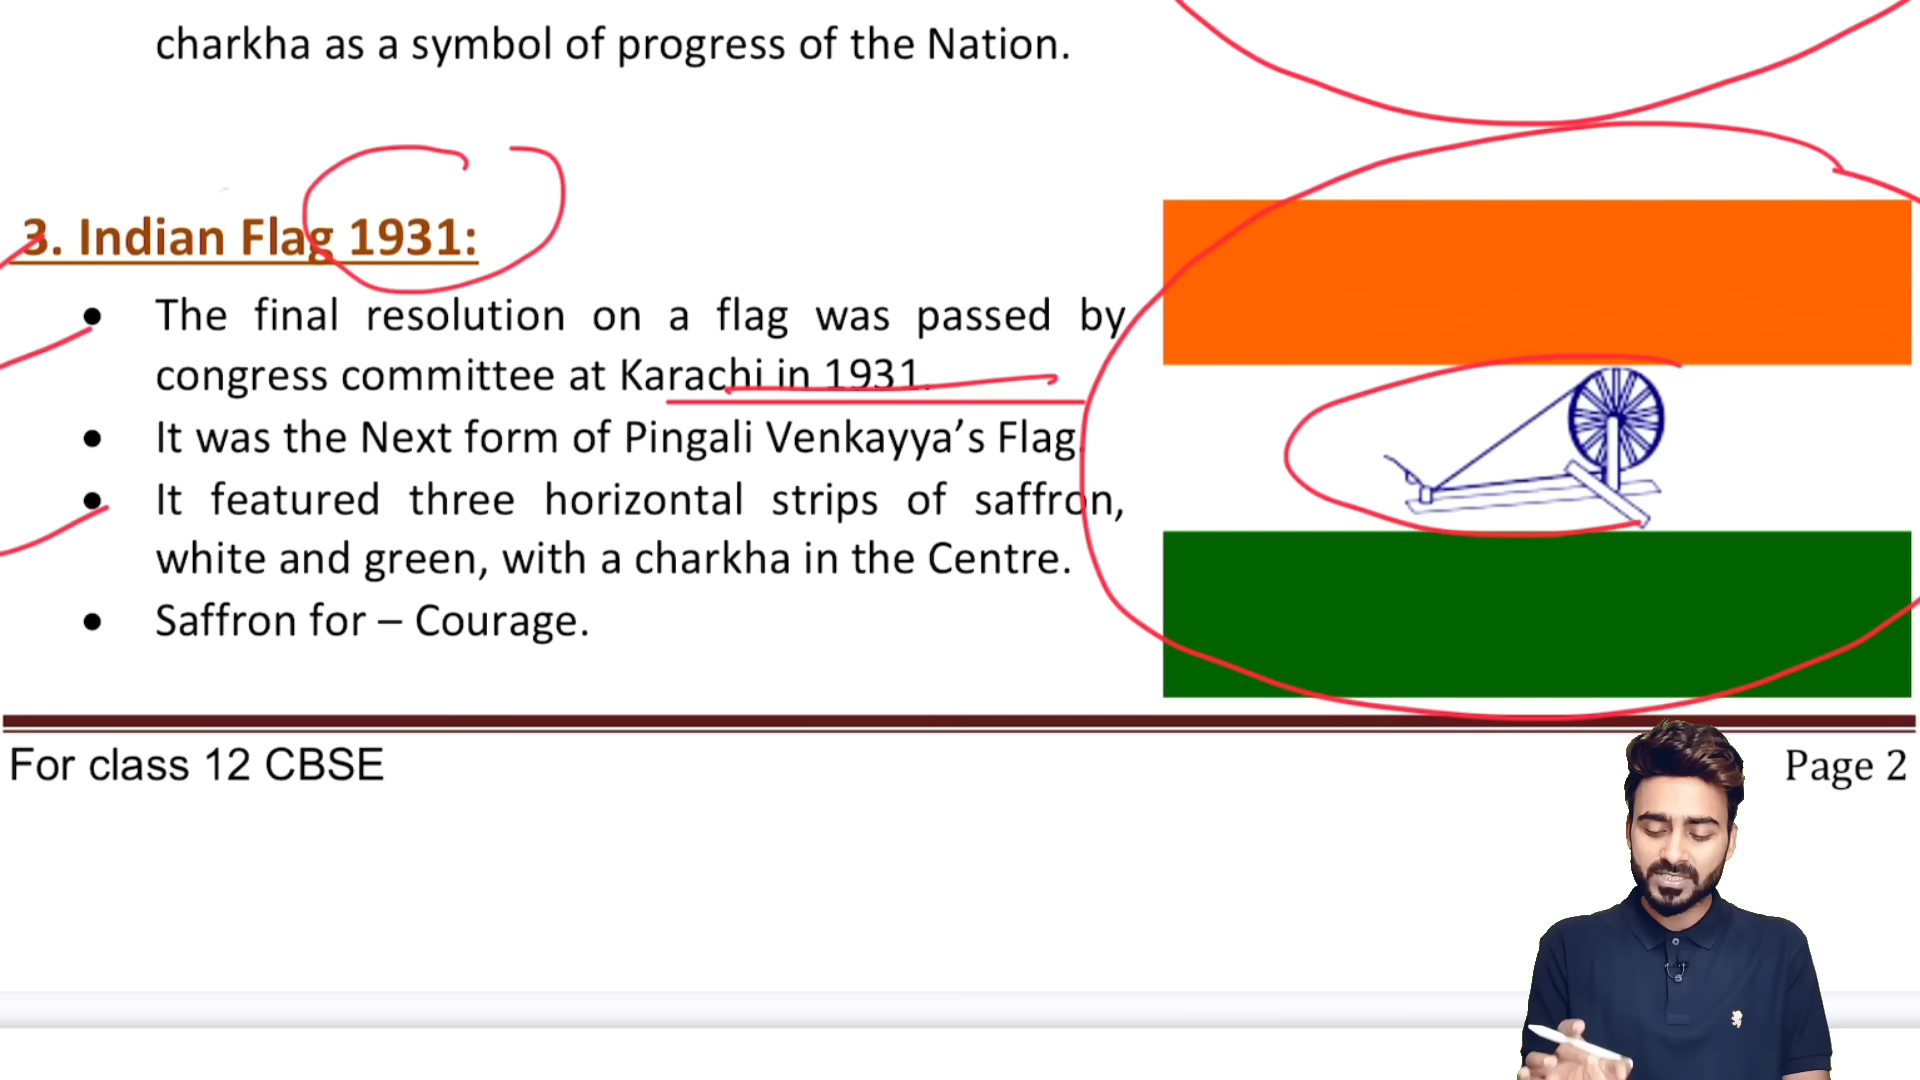 charkha as a symbol of progress of the Nation.
3. Indian Flag 1931:
• The final resolution on a flag was passed by
congress committee at Karachi in 1931.
• It was the Next form of Pingali Venkayya’s Flag.
• It featured three horizontal strips of saffron,
white and green, with a charkha in the Centre.
• Saffron for – Courage.
For class 12 CBSE
Page 2